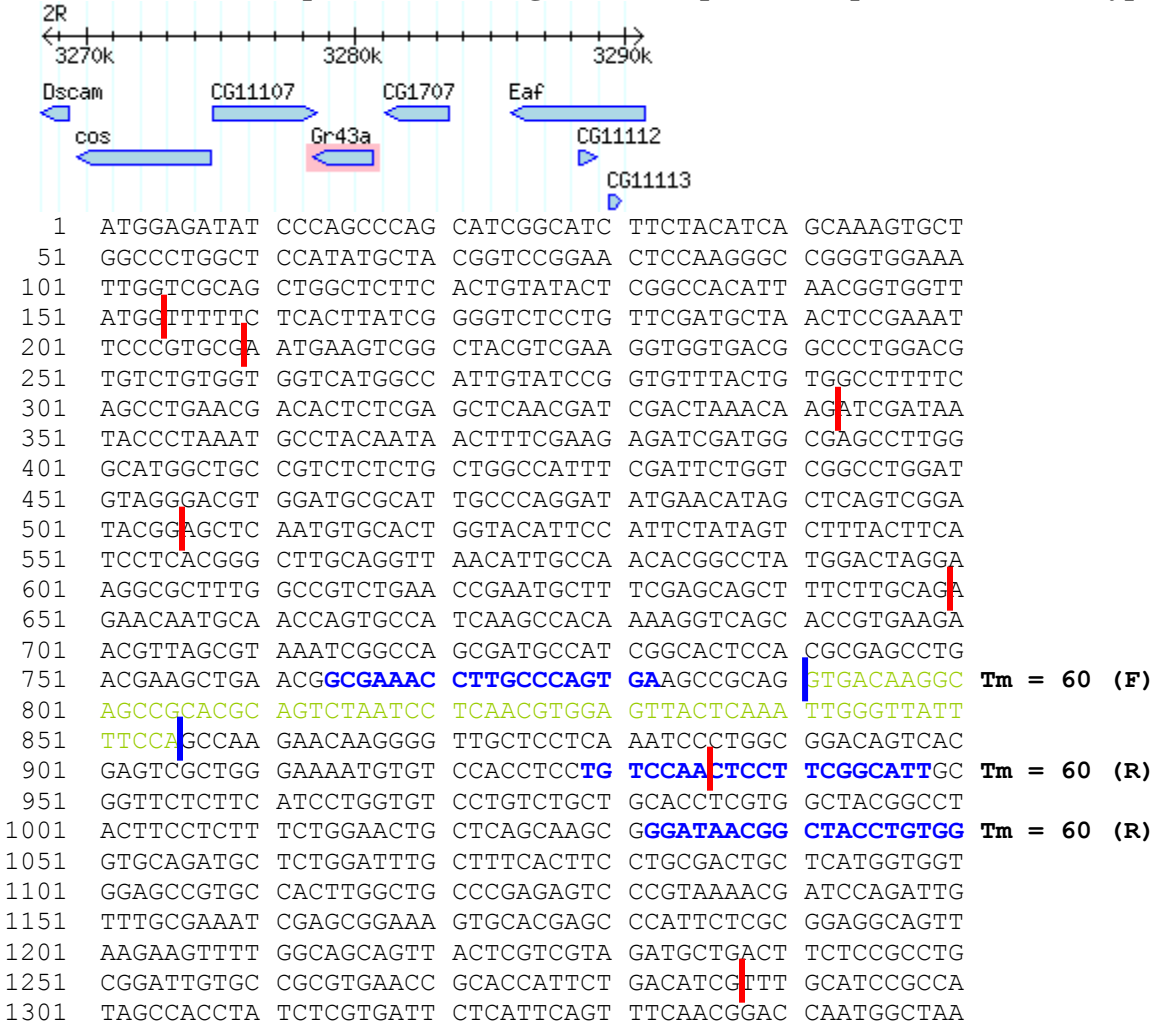 2R
3270k 3280k 3290k
Dscam CG11107 CG1707 Eaf
cos Gr43a CG11112
CG11113
1 ATGGAGATAT CCCAGCCCAG CATCGGCATC TTCTACATCA GCAAAGTGCT
51 GGCCCTGGCT CCATATGCTA CGGTCCGGAA CTCCAAGGGC CGGGTGGAAA
101 TTGGTCGCAG CTGGCTCTTC ACTGTATACT CGGCCACATT AACGGTGGTT
151 ATGGTTTTTC TCACTTATCG GGGTCTCCTG TTCGATGCTA ACTCCGAAAT
201 TCCCGTGCGA ATGAAGTCGG CTACGTCGAA GGTGGTGACG GCCCTGGACG
251 TGTCTGTGGT GGTCATGGCC ATTGTATCCG GTGTTTACTG TGGCCTTTTC
301 AGCCTGAACG ACACTCTCGA GCTCAACGAT CGACTAAACA AGATCGATAA
351 TACCCTAAAT GCCTACAATA ACTTTCGAAG AGATCGATGG CGAGCCTTGG
401 GCATGGCTGC CGTCTCTCTG CTGGCCATTT CGATTCTGGT CGGCCTGGAT
451 GTAGGGACGT GGATGCGCAT TGCCCAGGAT ATGAACATAG CTCAGTCGGA
501 TACGGAGCTC AATGTGCACT GGTACATTCC ATTCTATAGT CTTTACTTCA
551 TCCTCACGGG CTTGCAGGTT AACATTGCCA ACACGGCCTA TGGACTAGGA
601 AGGCGCTTTG GCCGTCTGAA CCGAATGCTT TCGAGCAGCT TTCTTGCAGA
651 GAACAATGCA ACCAGTGCCA TCAAGCCACA AAAGGTCAGC ACCGTGAAGA
701 ACGTTAGCGT AAATCGGCCA GCGATGCCAT CGGCACTCCA CGCGAGCCTG
751 ACGAAGCTGA ACGGCGAAAC CTTGCCCAGT GAAGCCGCAG GTGACAAGGC Tm = 60 (F)
801 AGCCGCACGC AGTCTAATCC TCAACGTGGA GTTACTCAAA TTGGGTTATT
851 TTCCAGCCAA GAACAAGGGG TTGCTCCTCA AATCCCTGGC GGACAGTCAC
901 GAGTCGCTGG GAAAATGTGT CCACCTCCTG TCCAACTCCT TCGGCATTGC Tm = 60 (R)
951 GGTTCTCTTC ATCCTGGTGT CCTGTCTGCT GCACCTCGTG GCTACGGCCT
1001 ACTTCCTCTT TCTGGAACTG CTCAGCAAGC GGGATAACGG CTACCTGTGG Tm = 60 (R)
1051 GTGCAGATGC TCTGGATTTG CTTTCACTTC CTGCGACTGC TCATGGTGGT
1101 GGAGCCGTGC CACTTGGCTG CCCGAGAGTC CCGTAAAACG ATCCAGATTG
1151 TTTGCGAAAT CGAGCGGAAA GTGCACGAGC CCATTCTCGC GGAGGCAGTT
1201 AAGAAGTTTT GGCAGCAGTT ACTCGTCGTA GATGCTGACT TCTCCGCCTG
1251 CGGATTGTGC CGCGTGAACC GCACCATTCT GACATCGTTT GCATCCGCCA
1301 TAGCCACCTA TCTCGTGATT CTCATTCAGT TTCAACGGAC CAATGGCTAA